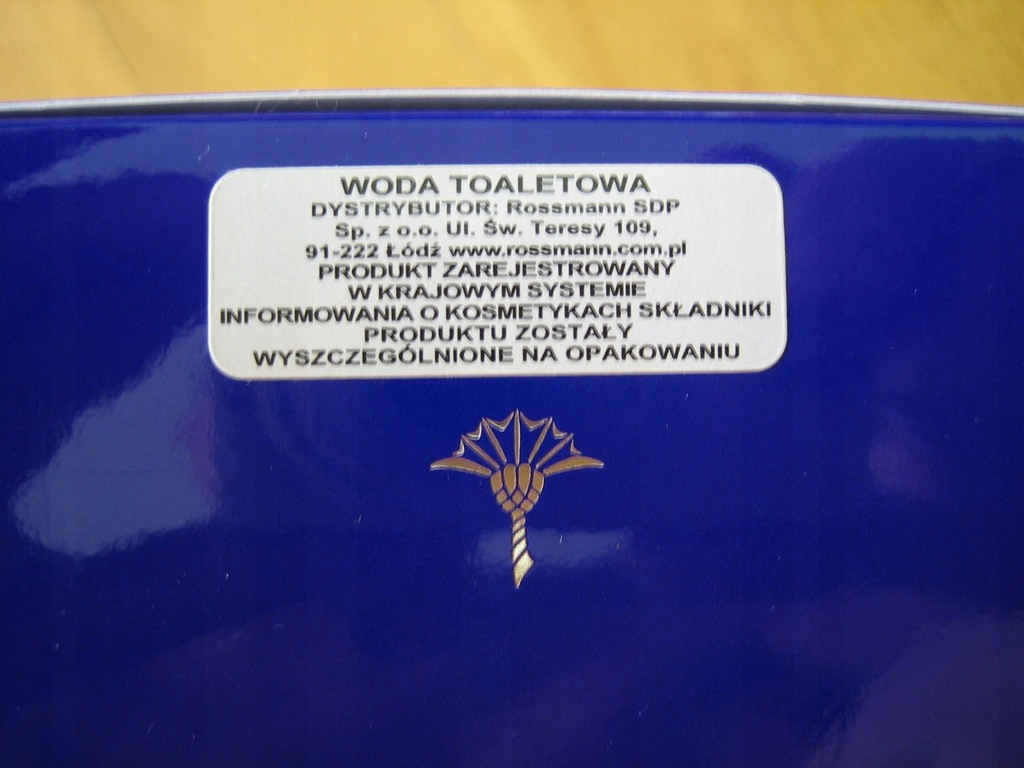 WODA TOALETOWA
DYSTRYBUTOR: Rossmann SDP
Sp. z o.o. Ul. Św. Teresy 109,
91-222 Łódź www.rossmann.com.pl
PRODUKT ZAREJESTROWANY
W KRAJOWYM SYSTEMIE
INFORMOWANIA O KOSMETYKACH SKŁADNIKI
PRODUKTU ZOSTAŁY
WYSZCZEGÓLNIONE NA OPAKOWANIU